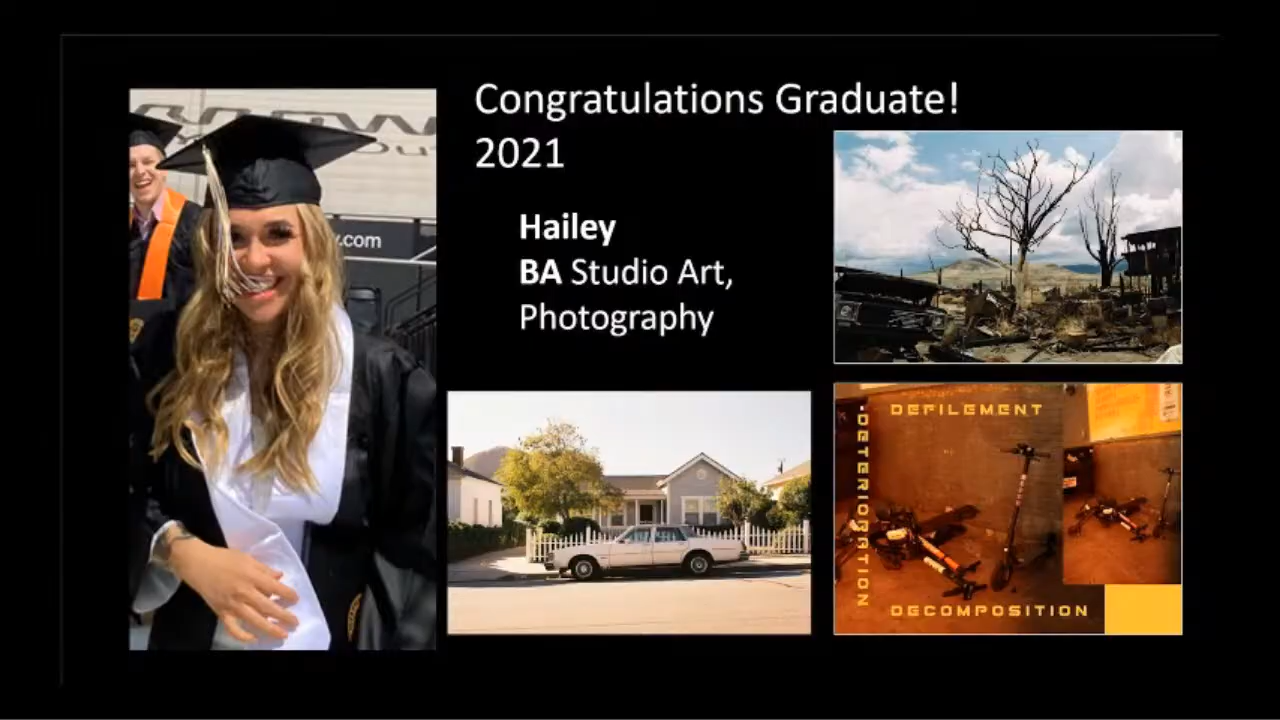 Congratulations Graduate!
2021
Hailey
BA Studio Art,
Photography
.com
DEFILEMENT
-DETERIORATION
DECOMPOSITION